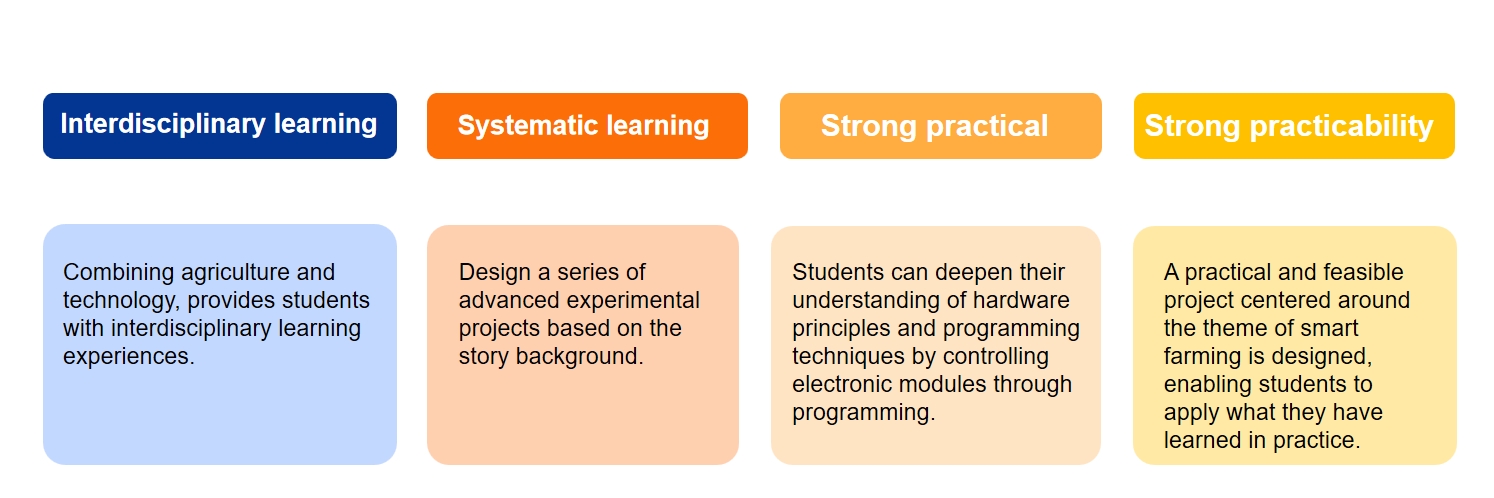 Interdisciplinary learning
Systematic learning
Strong practical
Strong practicability
Combining agriculture and
technology, provides students
with interdisciplinary learning
experiences.
Design a series of
advanced experimental
projects based on the
story background.
Students can deepen their
understanding of hardware
principles and programming
techniques by controlling
electronic modules through
programming.
A practical and feasible
project centered around
the theme of smart
farming is designed,
enabling students to
apply what they have
learned in practice.